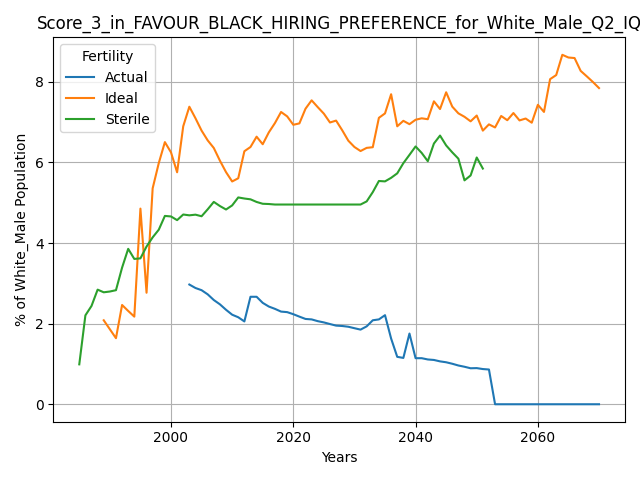 Score_3_in_FAVOUR_BLACK_HIRING_PREFERENCE_for_White_Male_Q2_IQ
Fertility
Actual
Ideal
Sterile
% of White_Male Population
8
6
4
2
0
2000 2020 2040 2060
Years